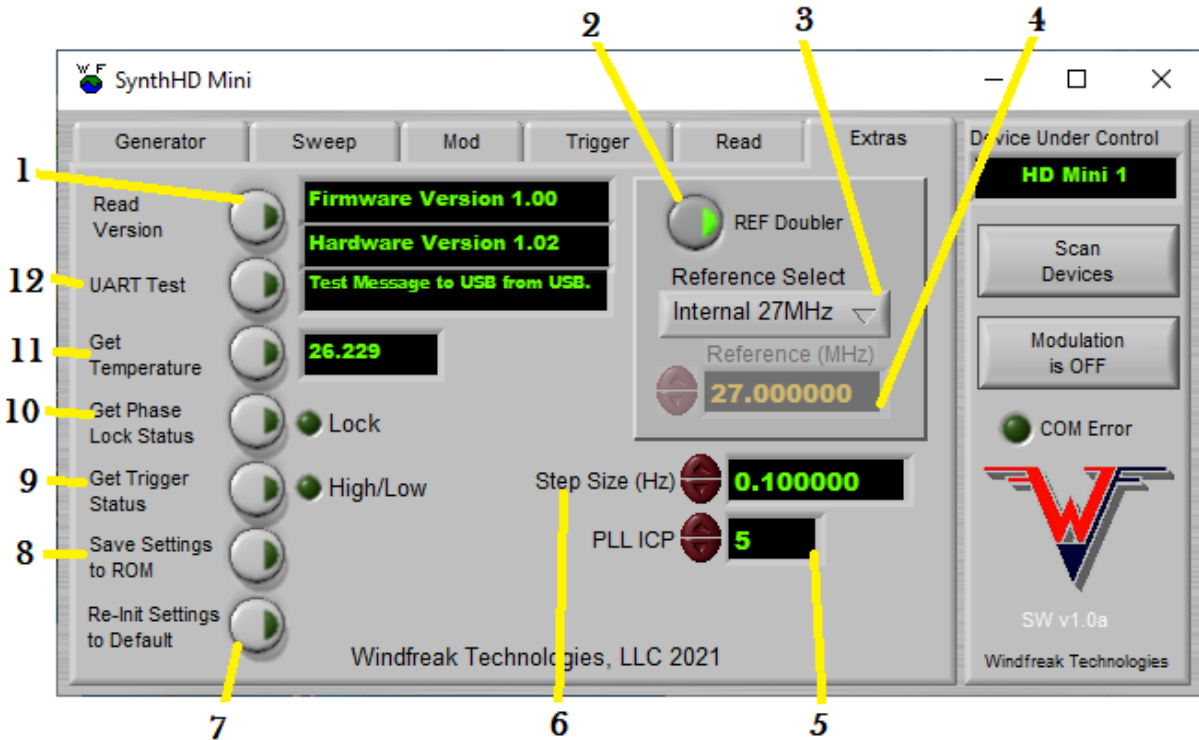 2
3
4
W F
SynthHD Mini
Generator
Sweep
Mod
Trigger
Read
Extras
Device Under Control
HD Mini 1
1
Read
Version
Firmware Version 1.00
Hardware Version 1.02
REF Doubler
Scan
Devices
12
UART Test
Test Message to USB from USB.
Reference Select
Internal 27MHz
11
Get
Temperature
26.229
Reference (MHz)
27.000000
Modulation
is OFF
10
Get Phase
Lock Status
Lock
COM Error
9
Get Trigger
Status
High/Low
Step Size (Hz)
0.100000
8
Save Settings
to ROM
PLL ICP
5
Re-Init Settings
to Default
W
SW v1.0a
Windfreak Technologies, LLC 2021
Windfreak Technologies
7
6
5